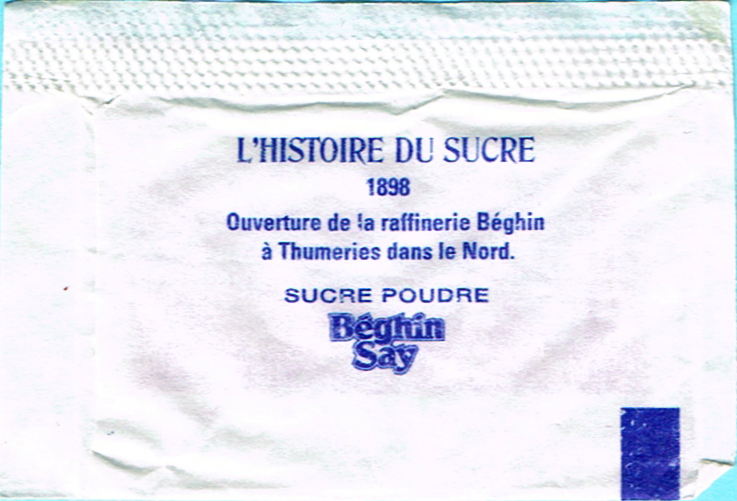 L'HISTOIRE DU SUCRE
1898
Ouverture de la raffinerie Béghin
à Thumeries dans le Nord.
SUCRE POUDRE
Béghin
Say